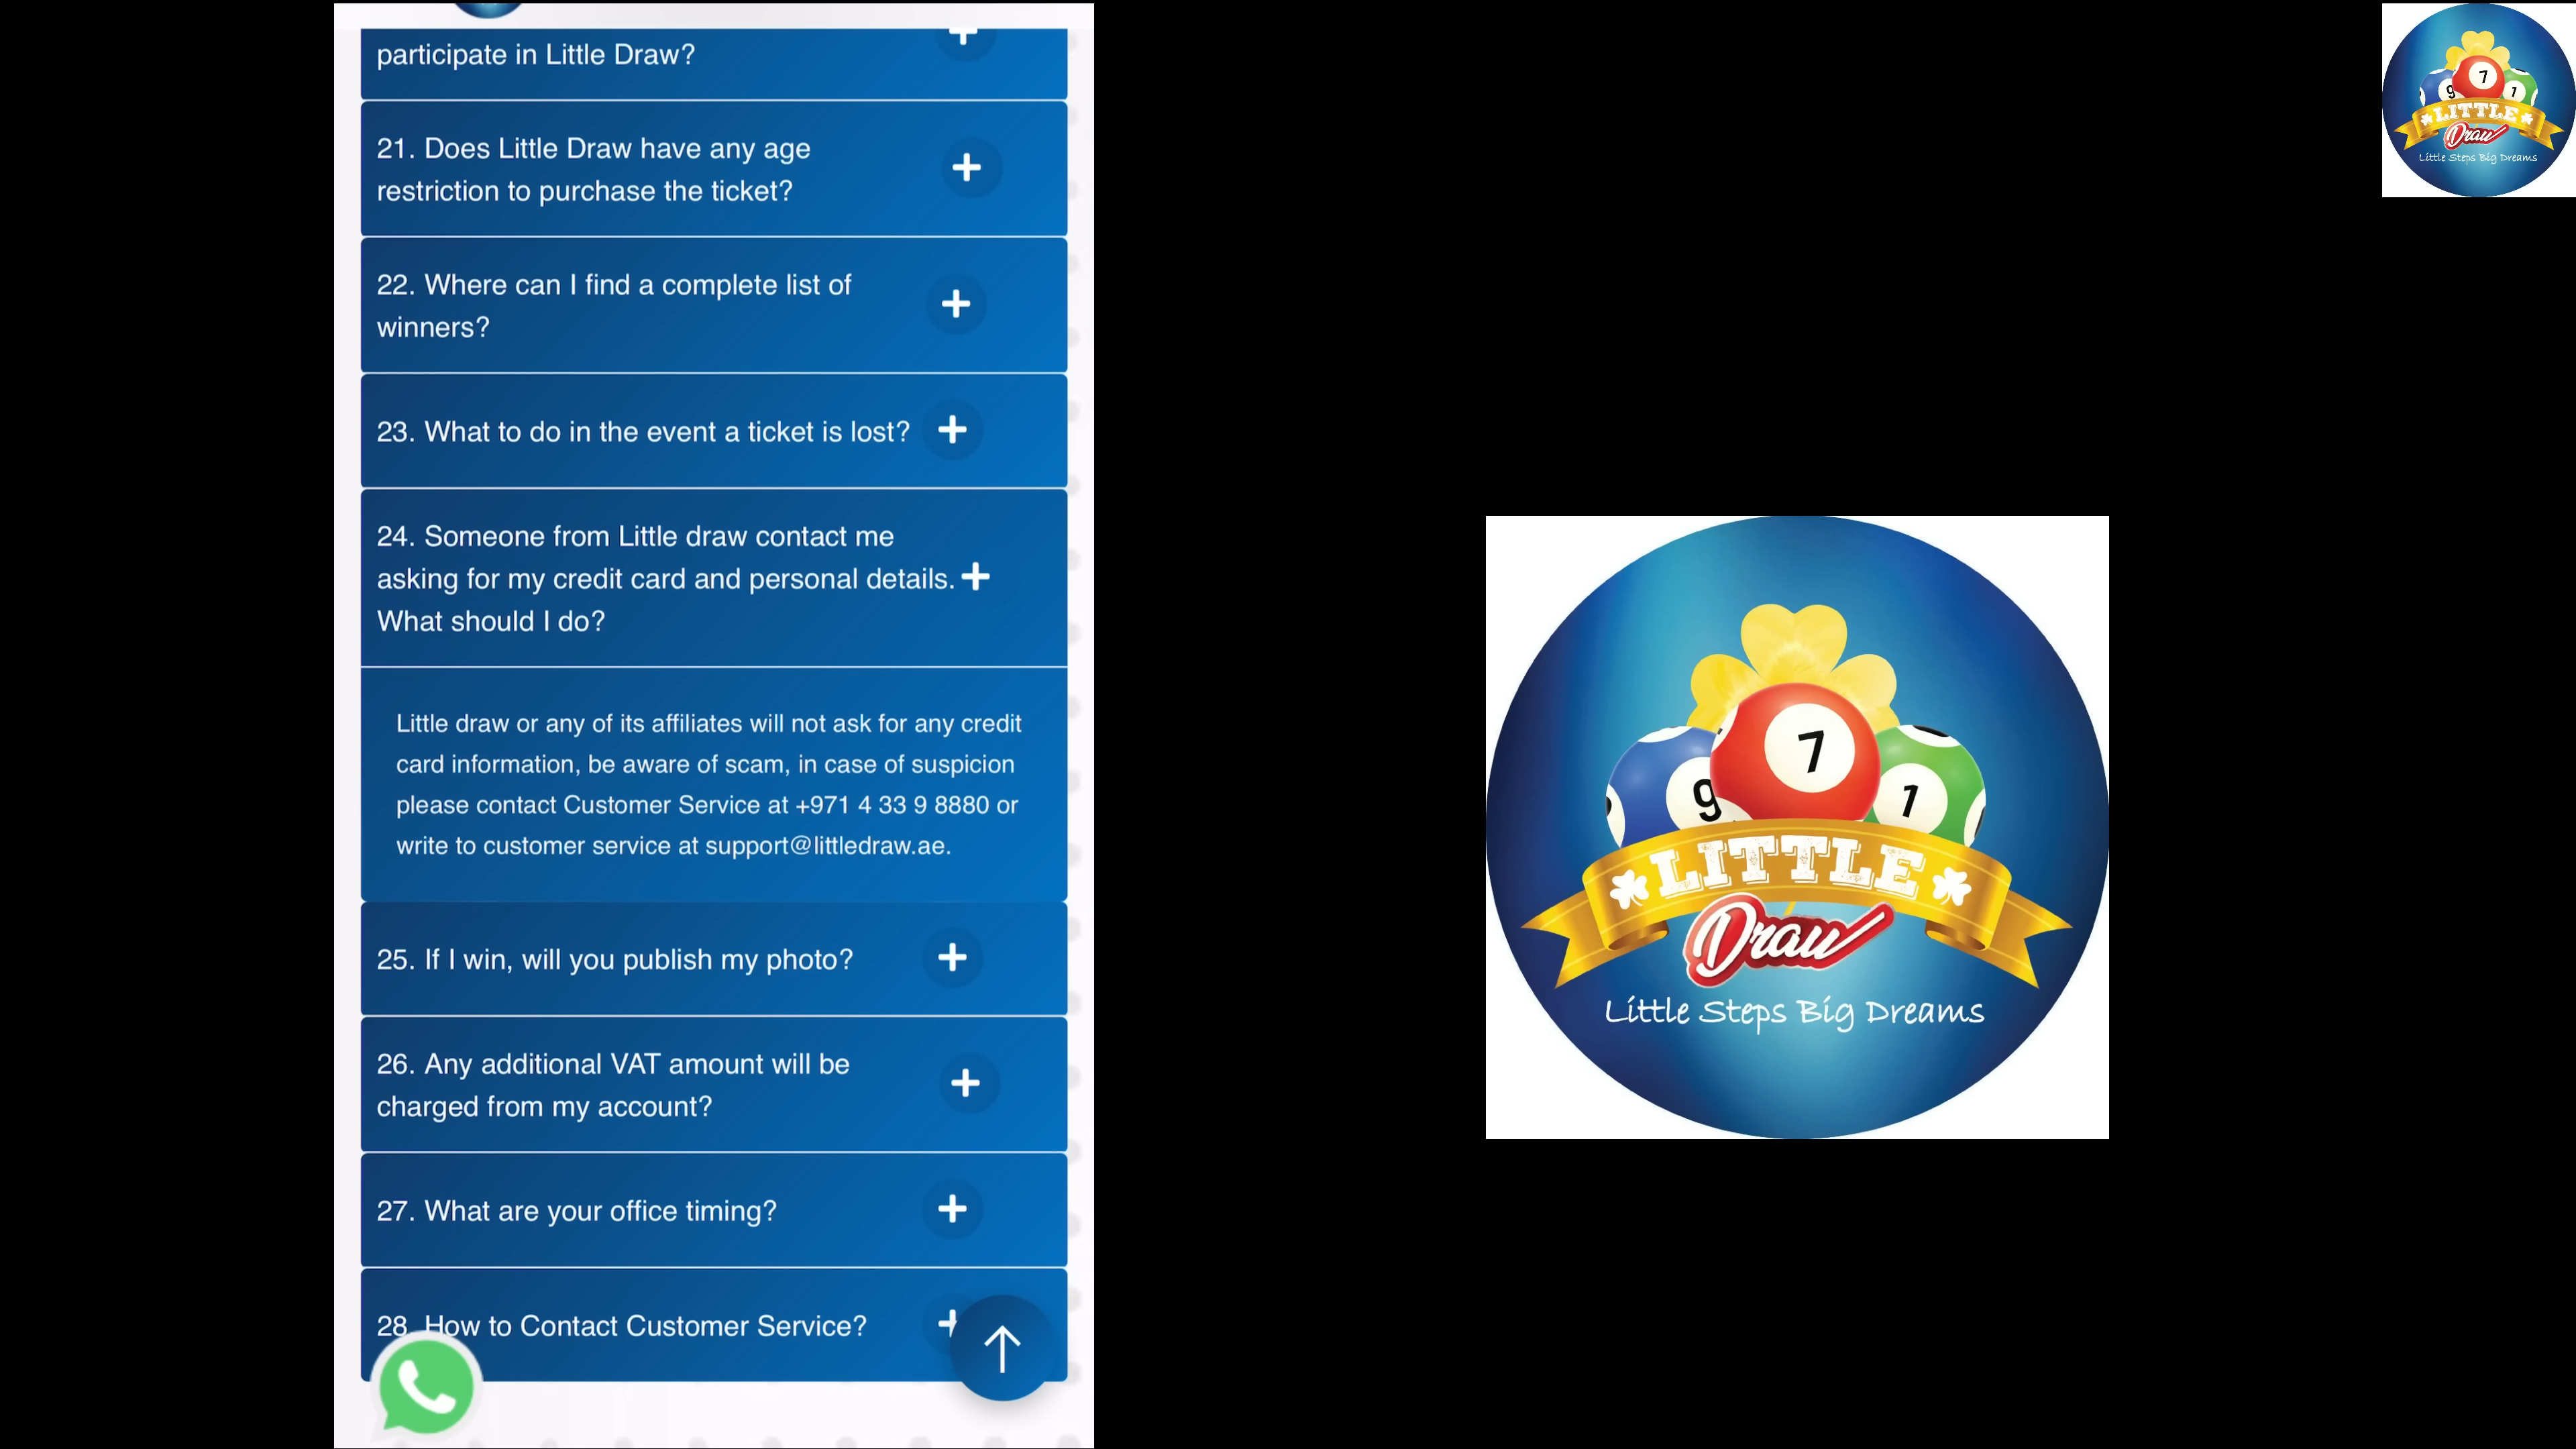 participate in Little Draw?
21. Does Little Draw have any age
restriction to purchase the ticket?
22. Where can I find a complete list of
winners?
23. What to do in the event a ticket is lost?
24. Someone from Little draw contact me
asking for my credit card and personal details.
What should I do?
Little draw or any of its affiliates will not ask for any credit
card information, be aware of scam, in case of suspicion
please contact Customer Service at +971 4 33 9 8880 or
write to customer service at support@littledraw.ae.
25. If I win, will you publish my photo?
26. Any additional VAT amount will be
charged from my account?
27. What are your office timing?
28. How to Contact Customer Service?
9 7 1
LITTLE
Draw
Little Steps Big Dreams
9 7 1
LITTLE
Draw
Little Steps Big Dreams